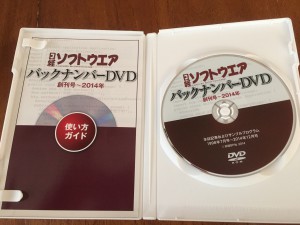 日経ソフトウエア
バックナンバーDVD
創刊号～2014年
使い方
ガイド
日経ソフトウエア
バックナンバーDVD
創刊号～2014年
DVD